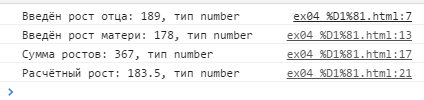 Введён рост отца: 189, тип number ex04 %D1%81.html:7
Введён рост матери: 178, тип number ex04 %D1%81.html:13
Сумма ростов: 367, тип number ex04 %D1%81.html:17
Расчётный рост: 183.5, тип number ex04 %D1%81.html:21